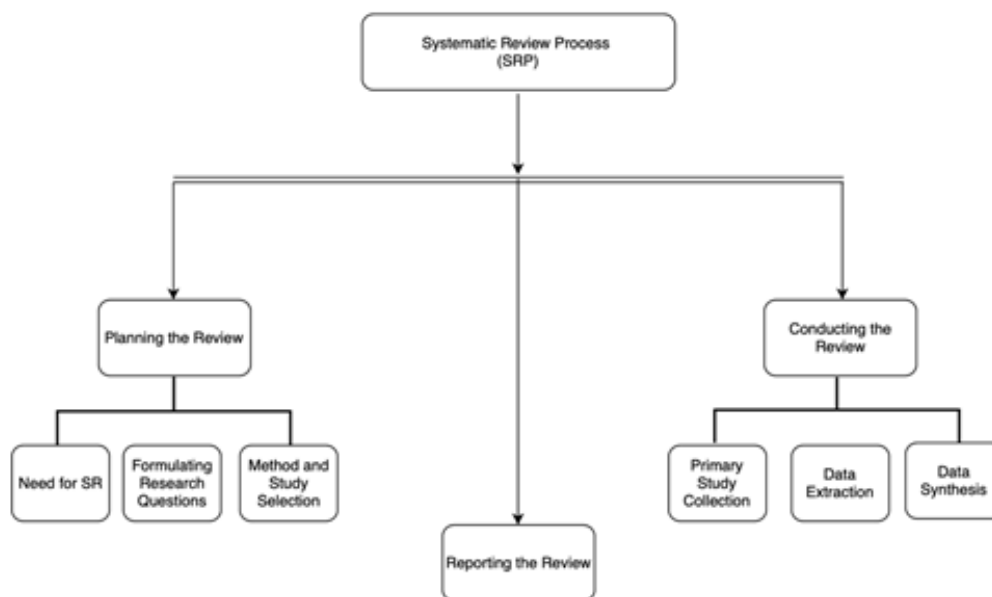 Systematic Review Process
(SRP)
Planning the Review
Conducting the
Review
Need for SR
Formulating
Research
Questions
Method and
Study
Selection
Primary
Study
Collection
Data
Extraction
Data
Synthesis
Reporting the Review